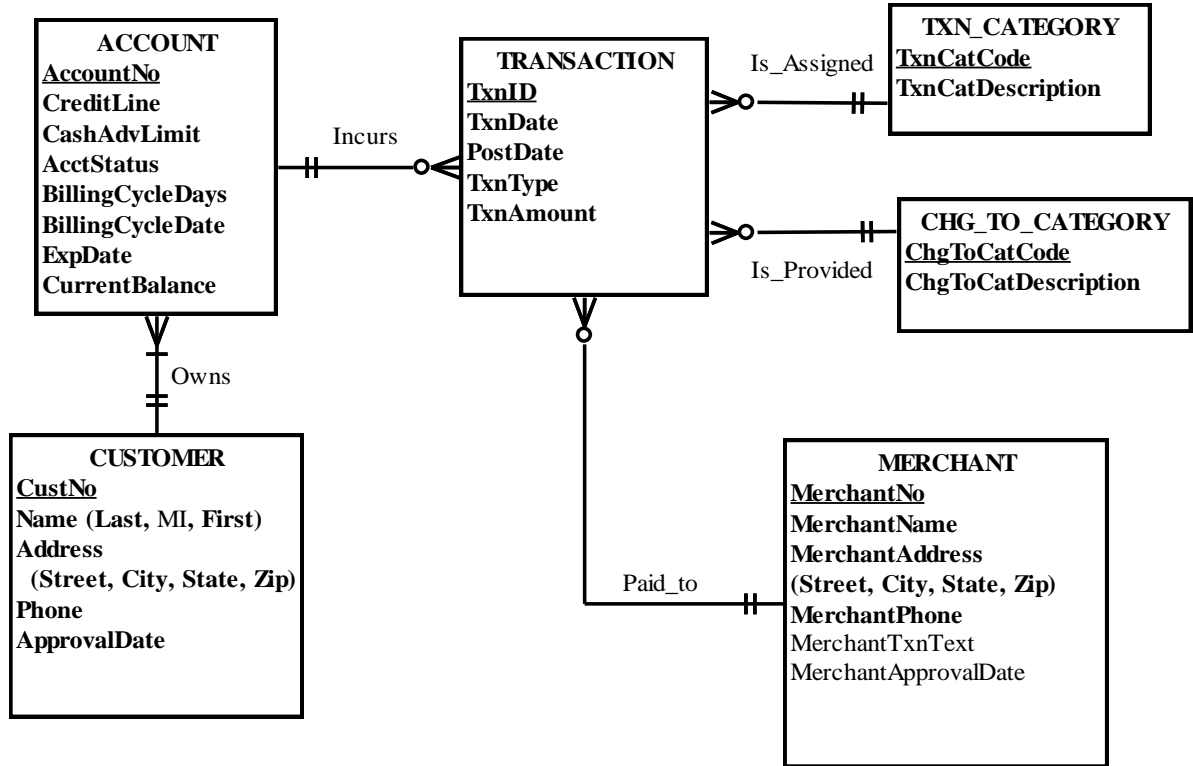 ACCOUNT
AccountNo
CreditLine
CashAdvLimit
AcctStatus
BillingCycleDays
BillingCycleDate
ExpDate
CurrentBalance
Incurs
TRANSACTION
TxnID
TxnDate
PostDate
TxnType
TxnAmount
Is_Assigned
TXN_CATEGORY
TxnCatCode
TxnCatDescription
Is_Provided
CHG_TO_CATEGORY
ChgToCatCode
ChgToCatDescription
Owns
CUSTOMER
CustNo
Name (Last, MI, First)
Address
(Street, City, State, Zip)
Phone
ApprovalDate
Paid_to
MERCHANT
MerchantNo
MerchantName
MerchantAddress
(Street, City, State, Zip)
MerchantPhone
MerchantTxnText
MerchantApprovalDate